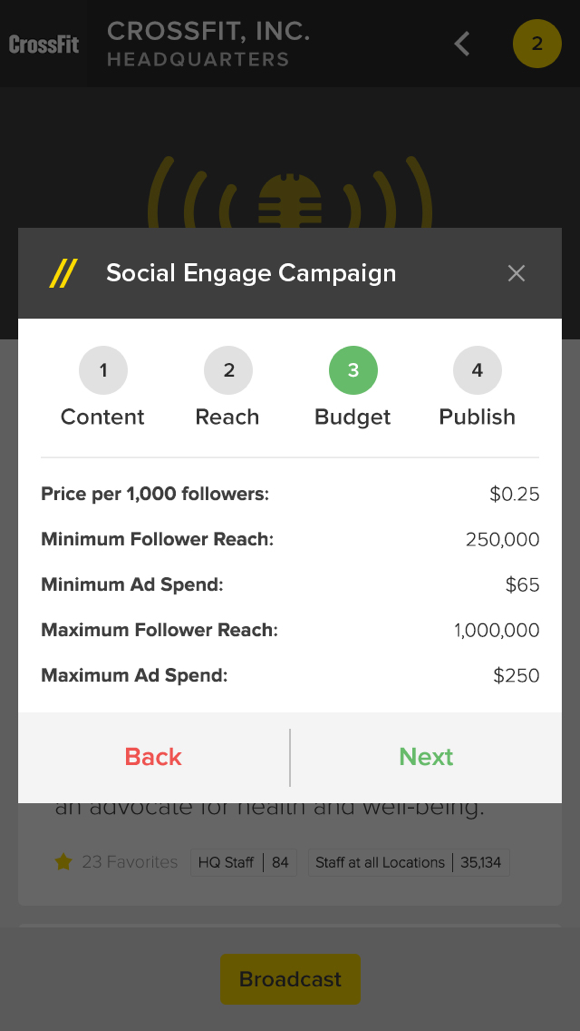 CrossFit
CROSSFIT, INC.
HEADQUARTERS
2
Social Engage Campaign
1 2 3 4
Content Reach Budget Publish
Price per 1,000 followers: $0.25
Minimum Follower Reach: 250,000
Minimum Ad Spend: $65
Maximum Follower Reach: 1,000,000
Maximum Ad Spend: $250
Back Next
an advocate for health and well-being.
23 Favorites HQ Staff | 84 Staff at all Locations | 35,134
Broadcast